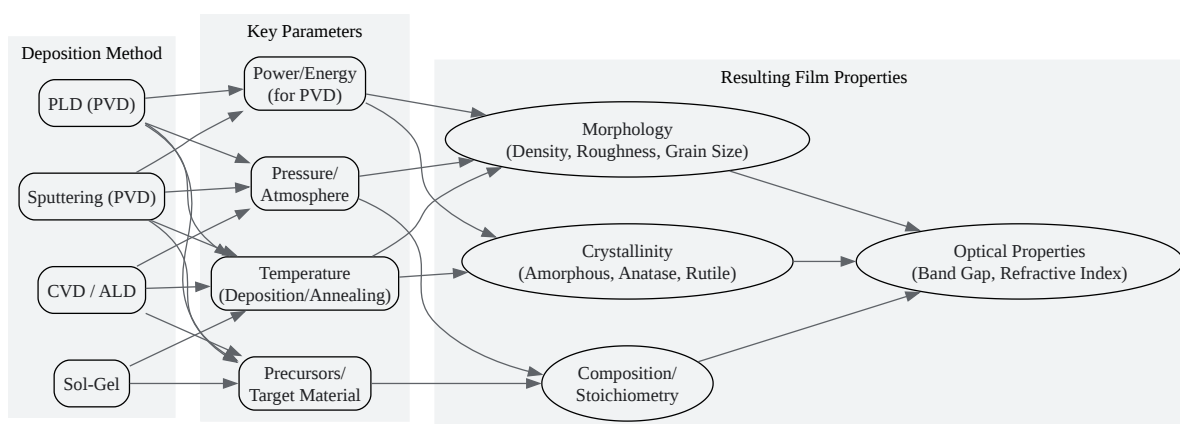 Deposition Method
PLD (PVD)
Sputtering (PVD)
CVD / ALD
Sol-Gel
Key Parameters
Power/Energy
(for PVD)
Pressure/
Atmosphere
Temperature
(Deposition/Annealing)
Precursors/
Target Material
Resulting Film Properties
Morphology
(Density, Roughness, Grain Size)
Crystallinity
(Amorphous, Anatase, Rutile)
Composition/
Stoichiometry
Optical Properties
(Band Gap, Refractive Index)